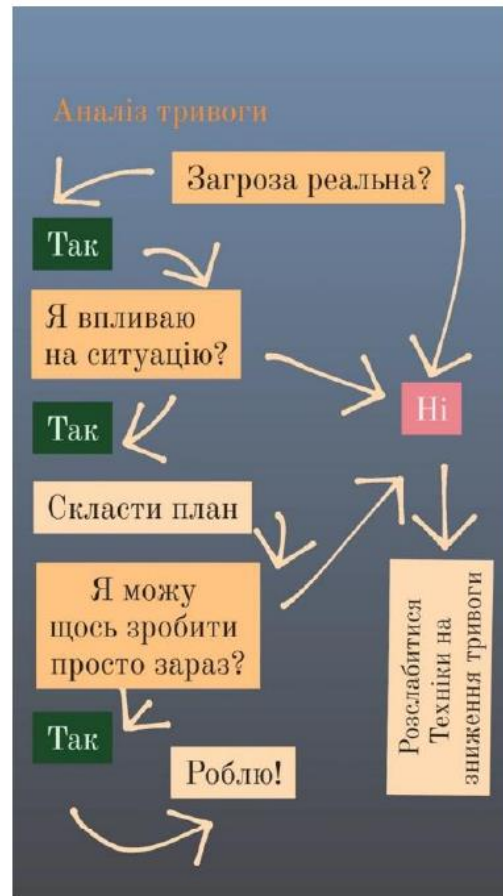 Аналіз тривоги
Загроза реальна?
Так
Я впливаю
на ситуацію?
Ні
Так
Скласти план
Я можу
щось зробити
просто зараз?
Так
Роблю!
Розслабитися
Техніки на
зниження тривоги